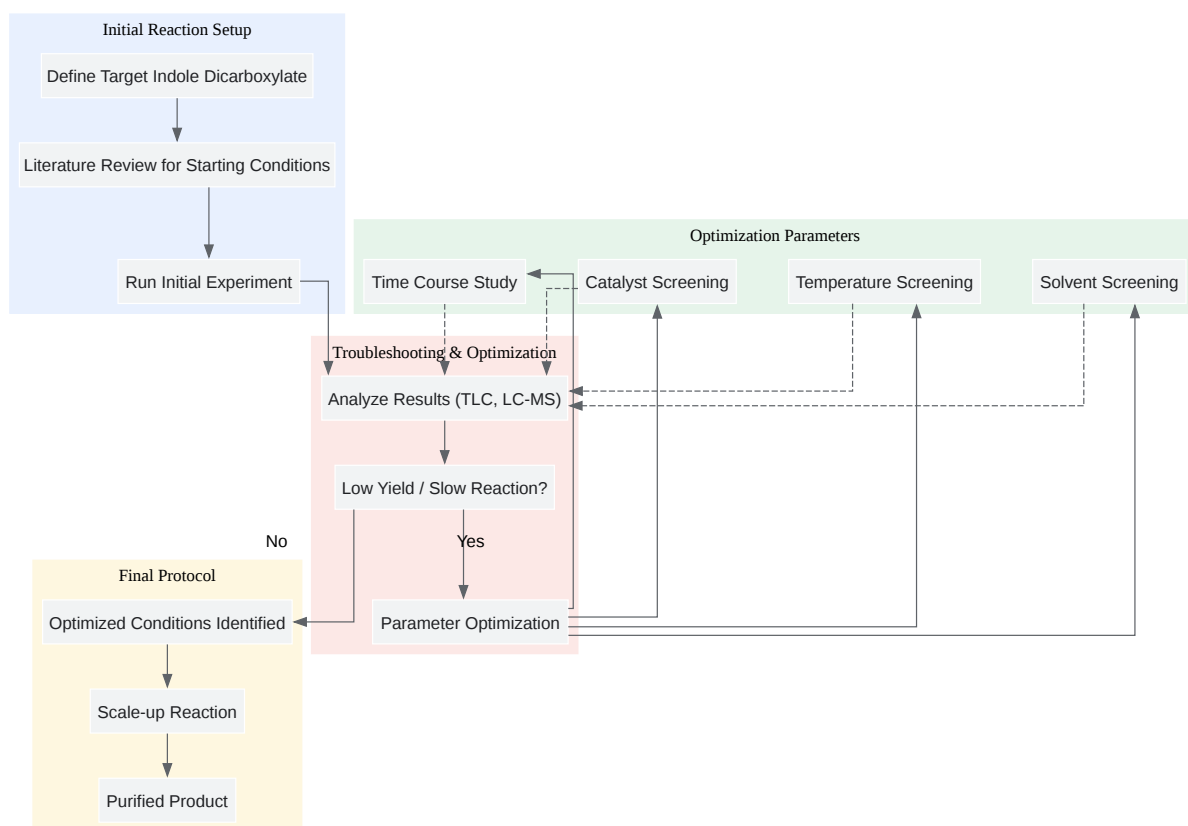 Initial Reaction Setup
Define Target Indole Dicarboxylate
Literature Review for Starting Conditions
Run Initial Experiment
Optimization Parameters
Time Course Study
Catalyst Screening
Temperature Screening
Solvent Screening
Troubleshooting & Optimization
Analyze Results (TLC, LC-MS)
Low Yield / Slow Reaction?
No
Yes
Parameter Optimization
Final Protocol
Optimized Conditions Identified
Scale-up Reaction
Purified Product